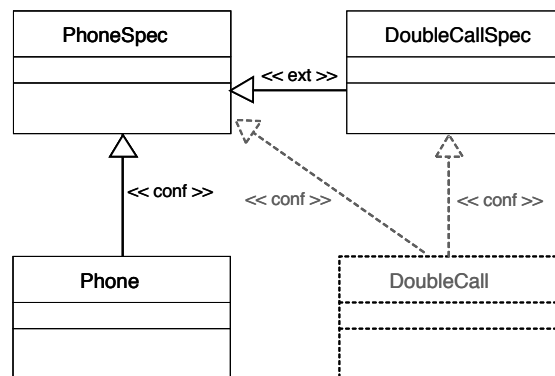 PhoneSpec
DoubleCallSpec
<< ext >>
<< conf >>
<< conf >>
<< conf >>
Phone
DoubleCall